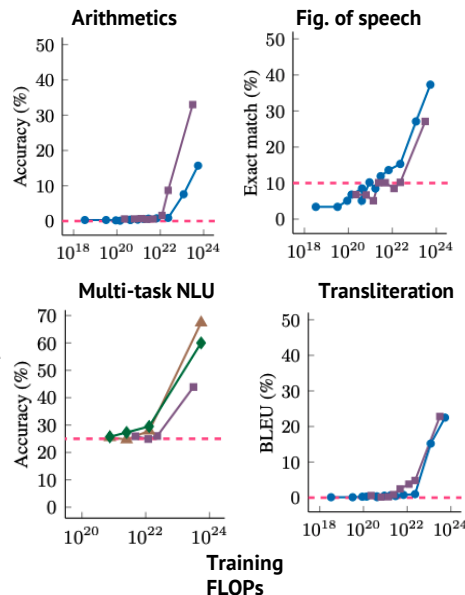 Arithmetics
Accuracy (%)
50
40
30
20
10
0
10^18 10^20 10^22 10^24
Fig. of speech
Exact match (%)
50
40
30
20
10
0
10^18 10^20 10^22 10^24
Multi-task NLU
Accuracy (%)
70
60
50
40
30
20
10
0
10^20 10^22 10^24
Transliteration
BLEU (%)
50
40
30
20
10
0
10^18 10^20 10^22 10^24
Training
FLOPs